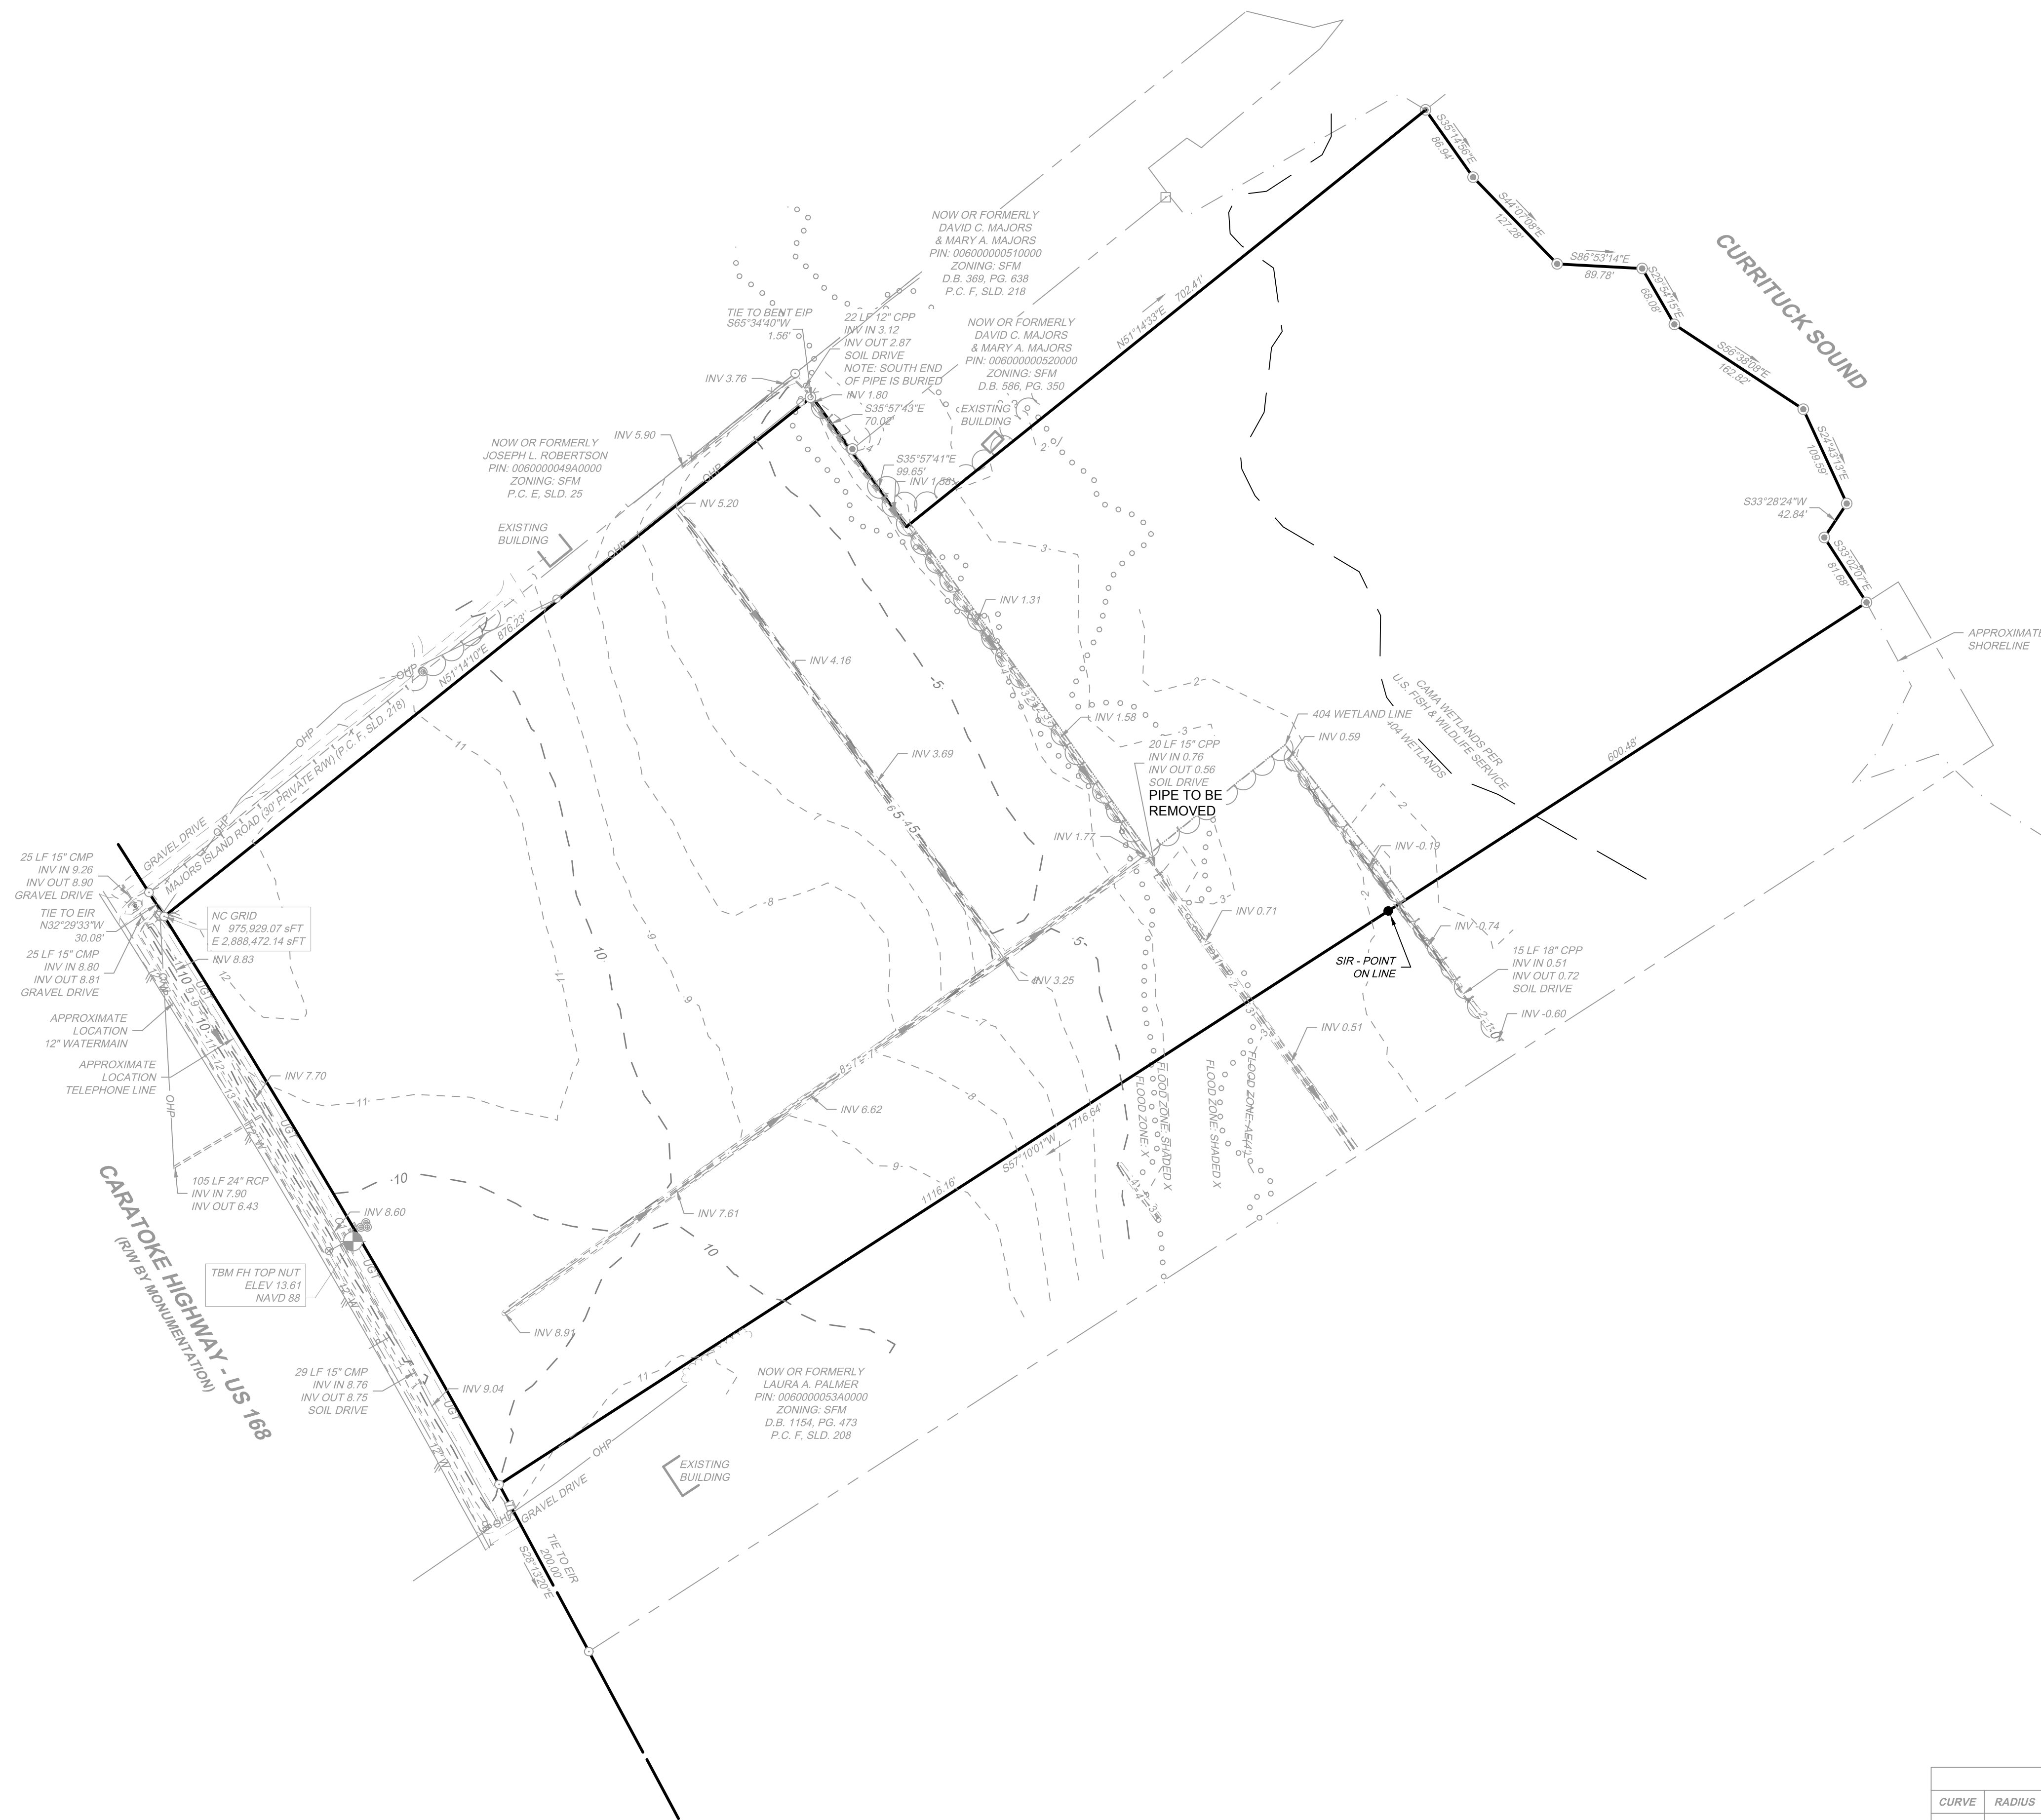 CURRITUCK SOUND
S35°14'56"E
86.94'
S44°07'08"E
127.28'
S86°53'14"E
89.78'
S29°54'15"E
68.08'
S56°38'08"E
162.82'
S24°43'13"E
109.59'
S33°28'24"W
42.84'
S33°02'07"E
81.68'
APPROXIMATE
SHORELINE
NOW OR FORMERLY
DAVID C. MAJORS
& MARY A. MAJORS
PIN: 006000000510000
ZONING: SFM
D.B. 369, PG. 638
P.C. F, SLD. 218
N51°14'33"E 702.41'
TIE TO BENT EIP
S65°34'40"W
1.56'
22 LF 12" CPP
INV IN 3.12
INV OUT 2.87
SOIL DRIVE
NOTE: SOUTH END
OF PIPE IS BURIED
NOW OR FORMERLY
DAVID C. MAJORS
& MARY A. MAJORS
PIN: 006000000520000
ZONING: SFM
D.B. 586, PG. 350
INV 3.76
INV 1.80
S35°57'43"E
70.02'
EXISTING
BUILDING
INV 5.90
NOW OR FORMERLY
JOSEPH L. ROBERTSON
PIN: 0060000049A0000
ZONING: SFM
P.C. E, SLD. 25
S35°57'41"E
99.65'
INV 1.38
NV 5.20
EXISTING
BUILDING
OHP
OHP
OHP
OHP
OHP
N51°14'10"E 876.23'
INV 1.31
INV 4.16
INV 3.69
INV 1.58
404 WETLAND LINE
INV 0.59
CAMA WETLANDS PER
U.S. FISH & WILDLIFE SERVICE
404 WETLANDS
20 LF 15" CPP
INV IN 0.76
INV OUT 0.56
SOIL DRIVE
PIPE TO BE
REMOVED
INV 1.77
INV -0.19
600.48'
GRAVEL DRIVE
MAJORS ISLAND ROAD (30' PRIVATE R/W) (P.C. F, SLD. 218)
25 LF 15" CMP
INV IN 9.26
INV OUT 8.90
GRAVEL DRIVE
TIE TO EIR
N32°29'33"W
30.08'
NC GRID
N 975,929.07 sFT
E 2,888,472.14 sFT
25 LF 15" CMP
INV IN 8.80
INV OUT 8.81
GRAVEL DRIVE
INV 8.83
APPROXIMATE
LOCATION
12" WATERMAIN
APPROXIMATE
LOCATION
TELEPHONE LINE
INV 7.70
INV 0.71
INV -0.74
SIR - POINT
ON LINE
15 LF 18" CPP
INV IN 0.51
INV OUT 0.72
SOIL DRIVE
INV -0.60
INV 3.25
INV 0.51
INV 6.62
FLOOD ZONE: X
FLOOD ZONE: SHADED X
FLOOD ZONE: SHADED X
FLOOD ZONE: AE(4')
S57°10'01"W 1716.64'
1116.16'
105 LF 24" RCP
INV IN 7.90
INV OUT 6.43
INV 8.60
INV 7.61
TBM FH TOP NUT
ELEV 13.61
NAVD 88
INV 8.91
CARATOKE HIGHWAY - US 168
(R/W BY MONUMENTATION)
29 LF 15" CMP
INV IN 8.76
INV OUT 8.75
SOIL DRIVE
INV 9.04
NOW OR FORMERLY
LAURA A. PALMER
PIN: 0060000053A0000
ZONING: SFM
D.B. 1154, PG. 473
P.C. F, SLD. 208
EXISTING
BUILDING
OHP
GRAVEL DRIVE
TIE TO EIR
200.00'
S28°13'20"E
CURVE RADIUS